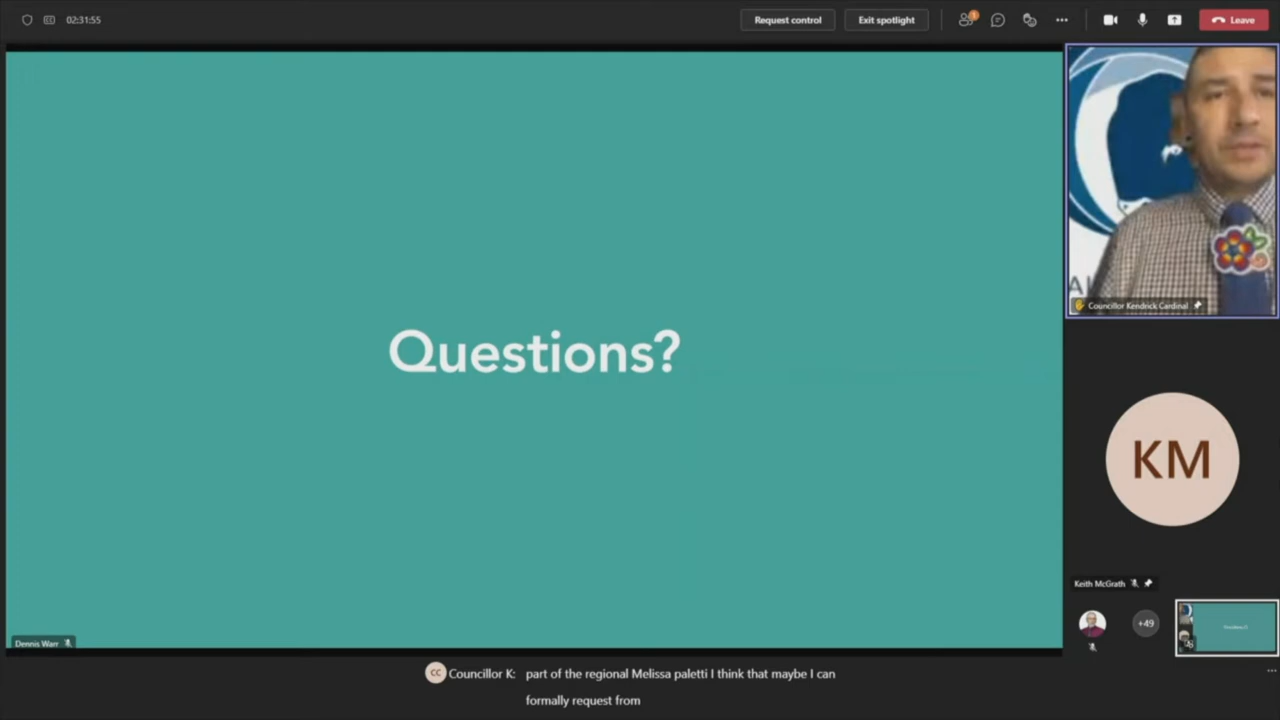 02:31:55
Request control
Exit spotlight
1
Leave
Questions?
Councillor Kendrick Cardinal
KM
Keith McGrath
+49
Dennis Warr
CC Councillor K: part of the regional Melissa paletti I think that maybe I can
formally request from